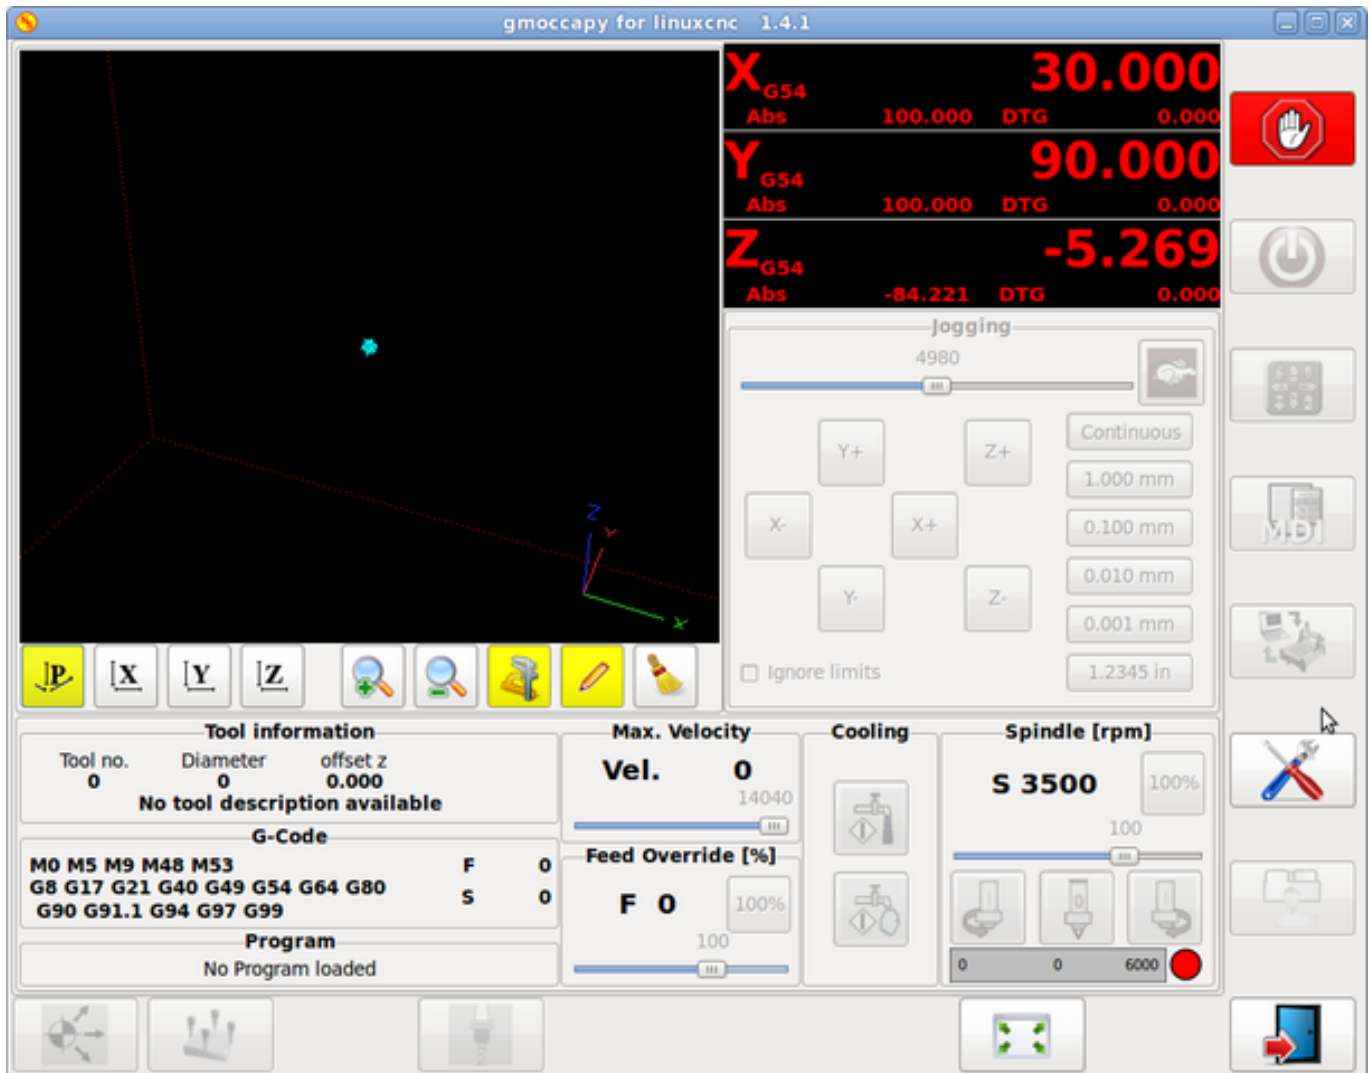 gmoccapy for linuxcnc 1.4.1
X G54 30.000
Abs 100.000 DTG 0.000
Y G54 90.000
Abs 100.000 DTG 0.000
Z G54 -5.269
Abs -84.221 DTG 0.000
Jogging
4980
Continuous
Y+ Z+
1.000 mm
X- X+
0.100 mm
0.010 mm
Y- Z-
0.001 mm
Ignore limits
1.2345 in
MDI
Z
Y
X
P X Y Z
Tool information
Tool no. Diameter offset z
0 0 0.000
No tool description available
G-Code
M0 M5 M9 M48 M53
G8 G17 G21 G40 G49 G54 G64 G80
G90 G91.1 G94 G97 G99
F 0
S 0
Program
No Program loaded
Max. Velocity
Vel. 0
14040
Feed Override [%]
F 0 100%
100
Cooling
Spindle [rpm]
S 3500 100%
100
0 0 6000